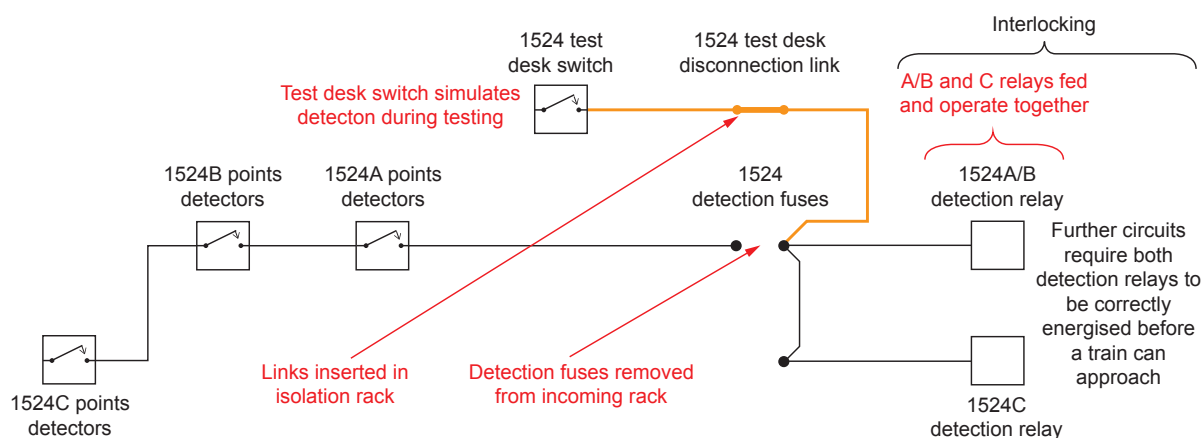 Interlocking
1524 test
desk switch
1524 test desk
disconnection link
Test desk switch simulates
detecton during testing
A/B and C relays fed
and operate together
1524B points
detectors
1524A points
detectors
1524
detection fuses
1524A/B
detection relay
Further circuits
require both
detection relays to
be correctly
energised before
a train can
approach
1524C points
detectors
Links inserted in
isolation rack
Detection fuses removed
from incoming rack
1524C
detection relay